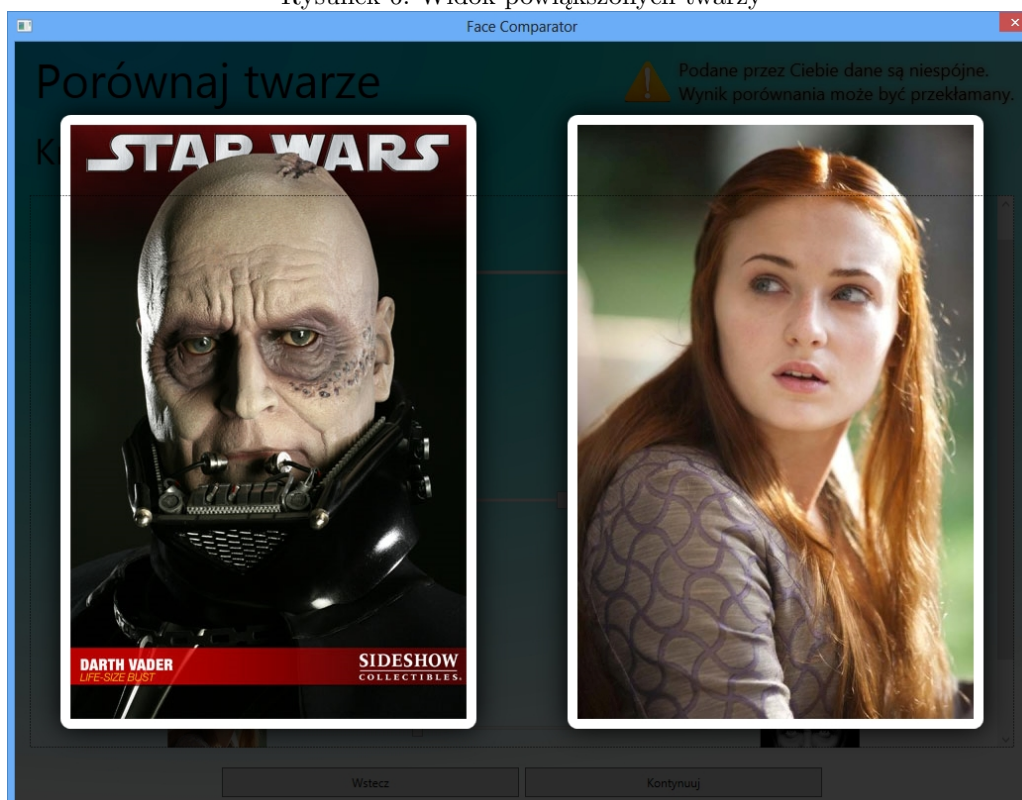 Rysunek 6: Widok powiększonych twarzy
Face Comparator
Porównaj twarze
Podane przez Ciebie dane są niespójne.
Wynik porównania może być przekłamany.
STAR WARS
DARTH VADER
LIFE-SIZE BUST
SIDESHOW
COLLECTIBLES.
Wstecz
Kontynuuj